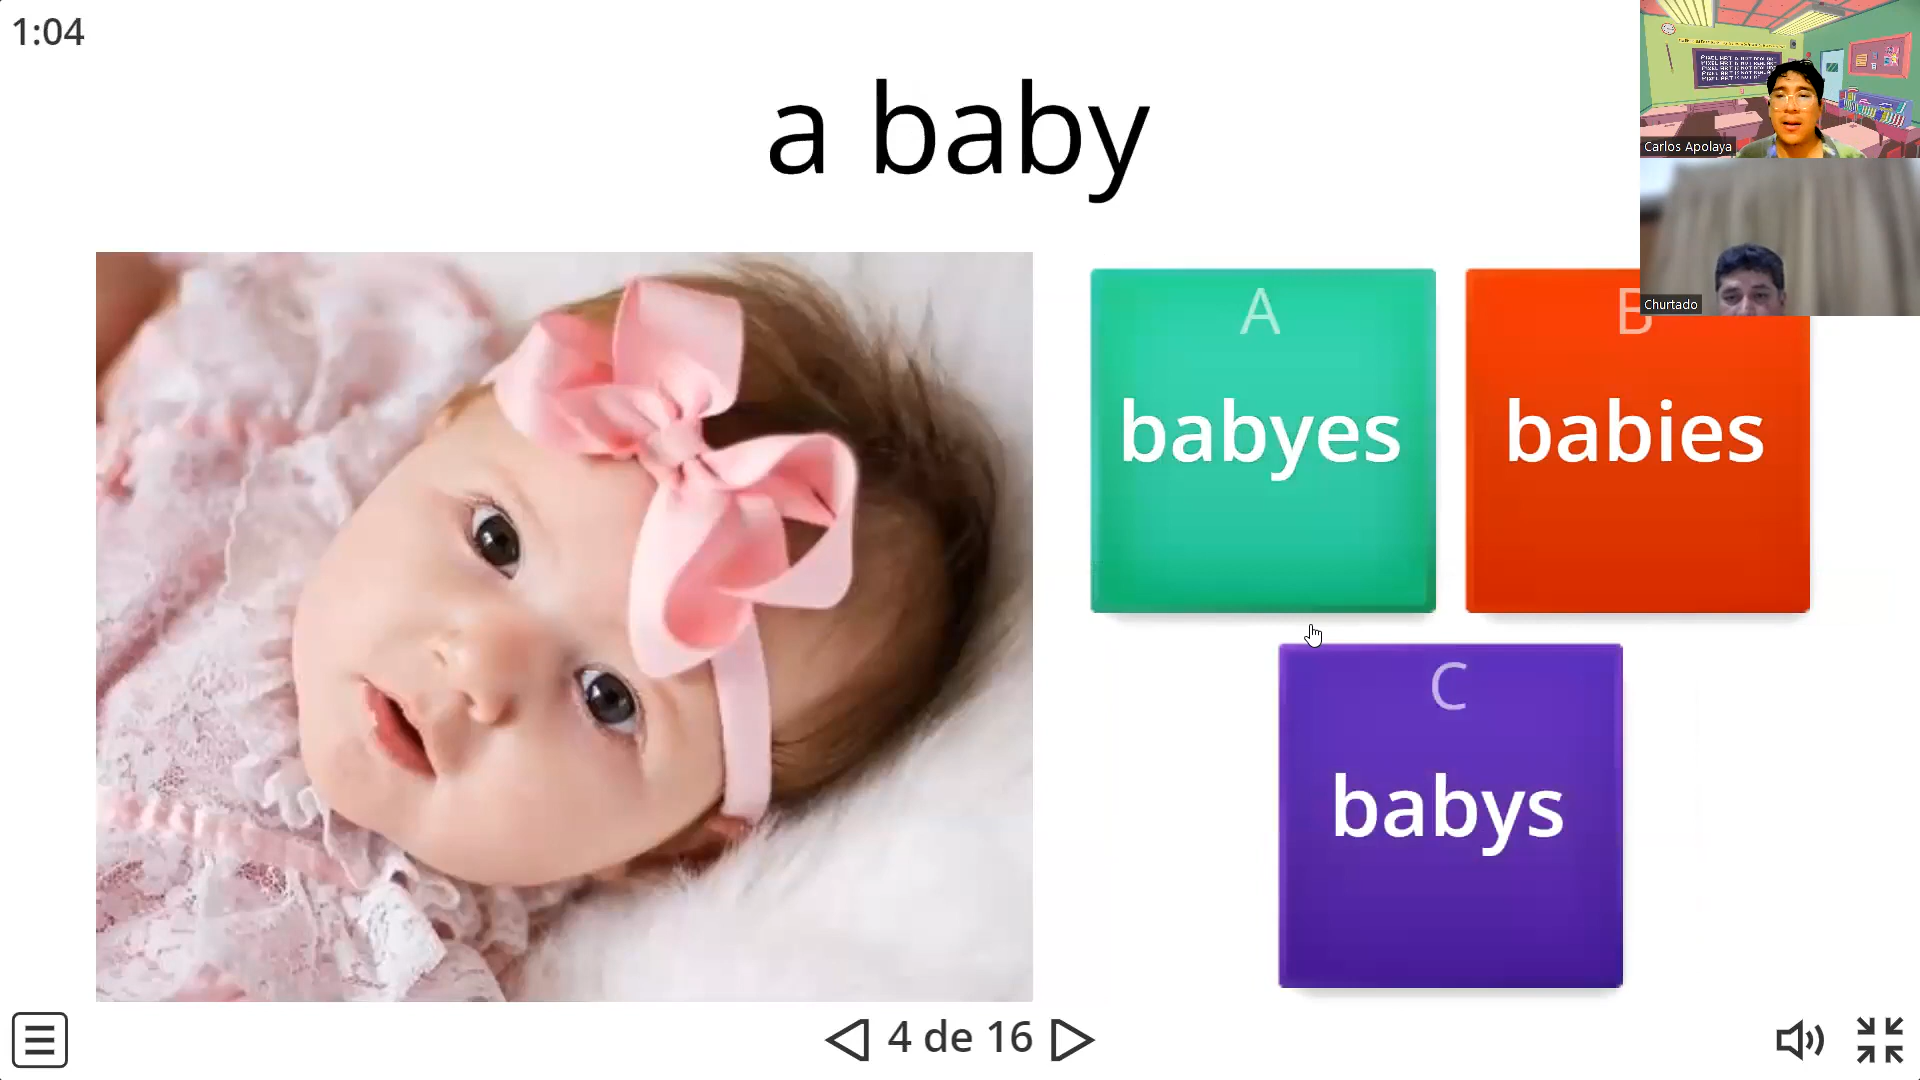 1:04
a baby
Carlos Apolaya
Churtado
A
babyes
B
babies
C
babys
4 de 16